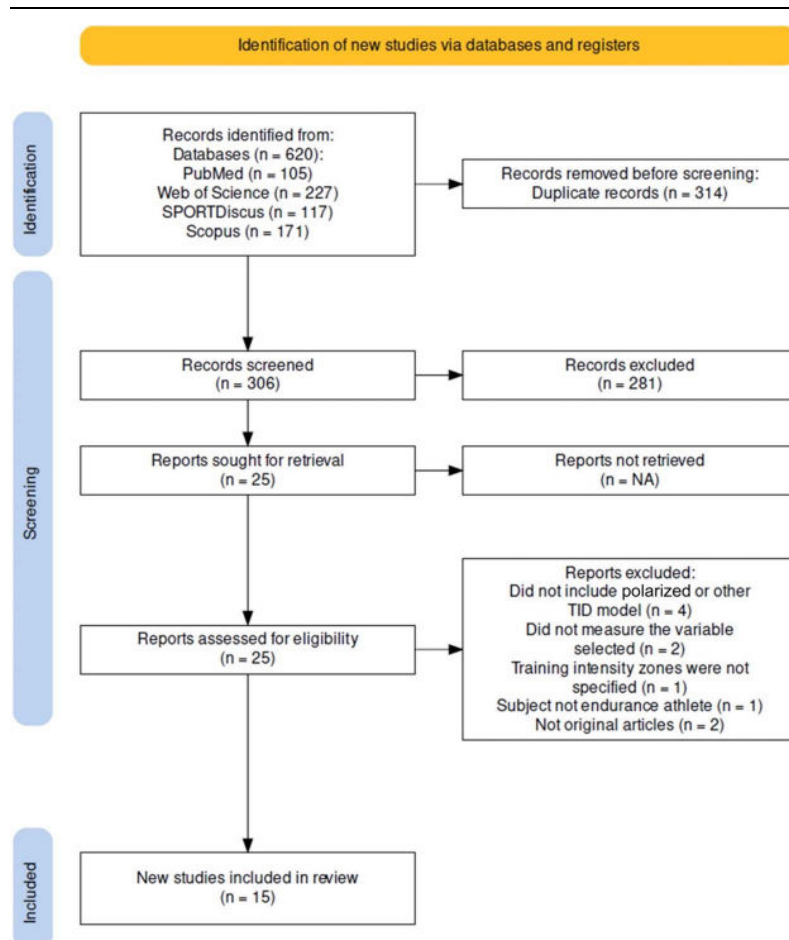 Identification of new studies via databases and registers
Identification
Records identified from:
Databases (n = 620):
PubMed (n = 105)
Web of Science (n = 227)
SPORTDiscus (n = 117)
Scopus (n = 171)
Records removed before screening:
Duplicate records (n = 314)
Screening
Records screened
(n = 306)
Records excluded
(n = 281)
Reports sought for retrieval
(n = 25)
Reports not retrieved
(n = NA)
Reports assessed for eligibility
(n = 25)
Reports excluded:
Did not include polarized or other
TID model (n = 4)
Did not measure the variable
selected (n = 2)
Training intensity zones were not
specified (n = 1)
Subject not endurance athlete (n = 1)
Not original articles (n = 2)
Included
New studies included in review
(n = 15)